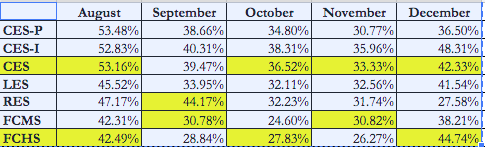 August September October November December
CES-P 53.48% 38.66% 34.80% 30.77% 36.50%
CES-I 52.83% 40.31% 38.31% 35.96% 48.31%
CES 53.16% 39.47% 36.52% 33.33% 42.33%
LES 45.52% 33.95% 32.11% 32.56% 41.54%
RES 47.17% 44.17% 32.23% 31.74% 27.58%
FCMS 42.31% 30.78% 24.60% 30.82% 38.21%
FCHS 42.49% 28.84% 27.83% 26.27% 44.74%